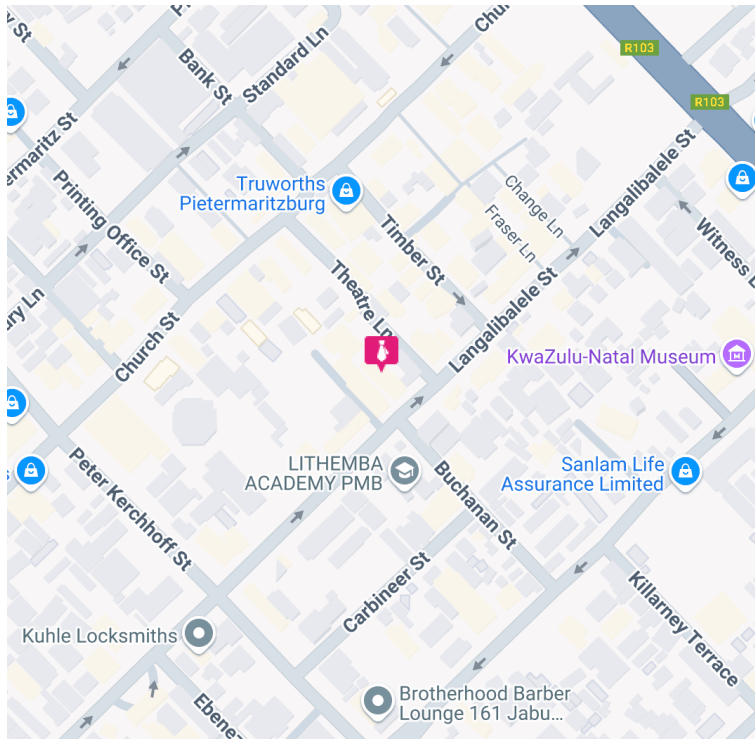 Bank St
Standard Ln
R103
R103
Printing Office St
Truworths
Pietermaritzburg
Timber St
Change Ln
Fraser Ln
Langalibalele St
Theatre Ln
Langalibalele St
Church St
KwaZulu-Natal Museum
LITHEMBA
ACADEMY PMB
Buchanan St
Sanlam Life
Assurance Limited
Peter Kerchhoff St
Carbineer St
Killarney Terrace
Kuhle Locksmiths
Brotherhood Barber
Lounge 161 Jabu...